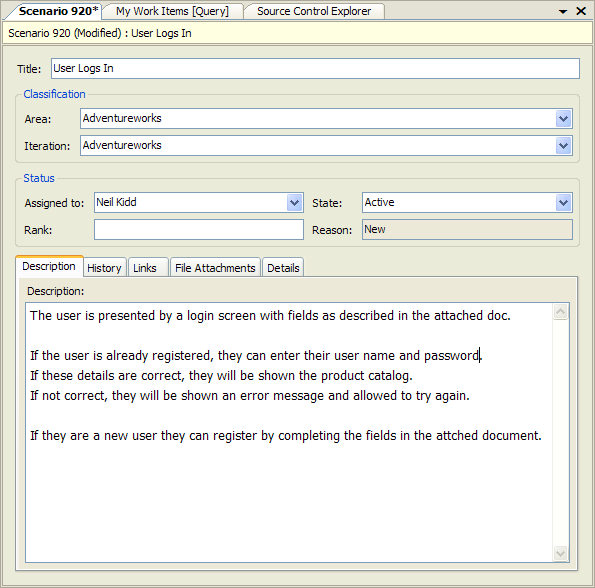 Scenario 920* My Work Items [Query] Source Control Explorer
Scenario 920 (Modified) : User Logs In
Title: User Logs In
Classification
Area: Adventureworks
Iteration: Adventureworks
Status
Assigned to: Neil Kidd State: Active
Rank: Reason: New
Description History Links File Attachments Details
Description:
The user is presented by a login screen with fields as described in the attached doc.
If the user is already registered, they can enter their user name and password.
If these details are correct, they will be shown the product catalog.
If not correct, they will be shown an error message and allowed to try again.
If they are a new user they can register by completing the fields in the attched document.